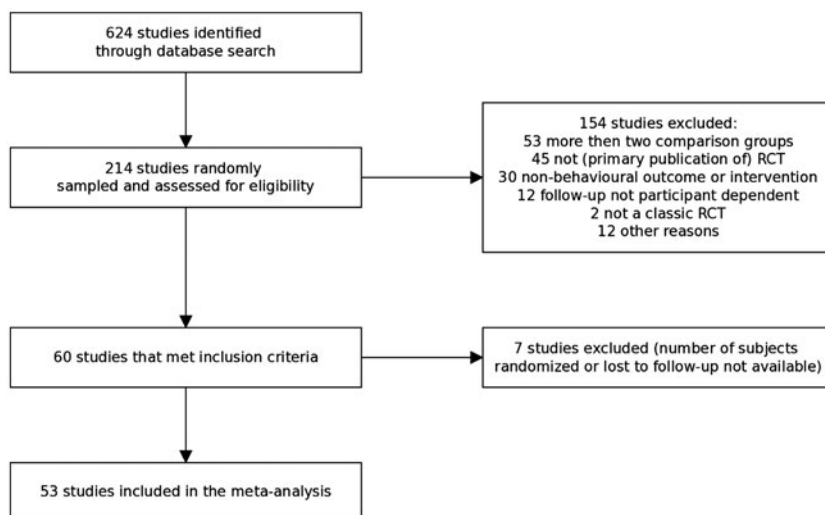 624 studies identified
through database search
154 studies excluded:
53 more then two comparison groups
45 not (primary publication of) RCT
30 non-behavioural outcome or intervention
12 follow-up not participant dependent
2 not a classic RCT
12 other reasons
214 studies randomly
sampled and assessed for eligibility
60 studies that met inclusion criteria
7 studies excluded (number of subjects
randomized or lost to follow-up not available)
53 studies included in the meta-analysis